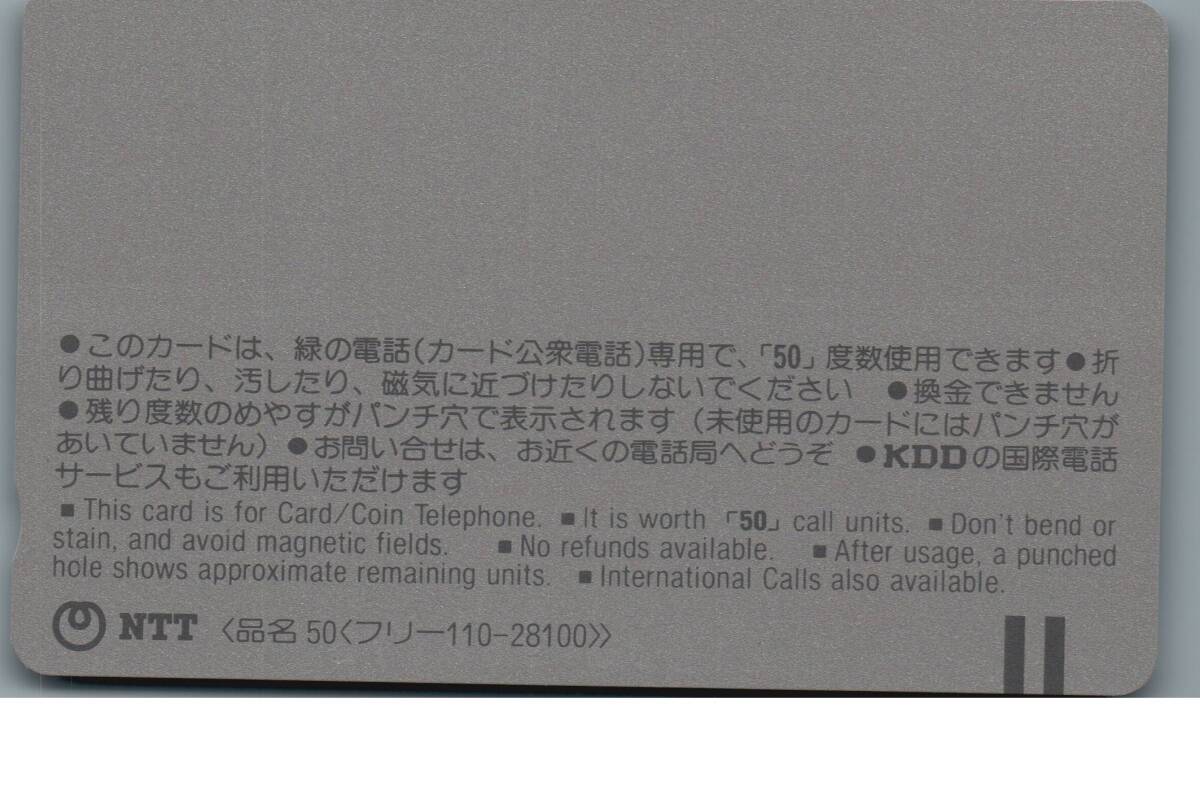 ●このカードは、緑の電話(カード公衆電話)専用で、「50」度数使用できます●折
り曲げたり、汚したり、磁気に近づけたりしないでください ●換金できません
●残り度数のめやすがパンチ穴で表示されます（未使用のカードにはパンチ穴が
あいていません）●お問い合せは、お近くの電話局へどうぞ ●KDDの国際電話
サービスもご利用いただけます
■This card is for Card/Coin Telephone. ■It is worth 「50」 call units. ■Don't bend or
stain, and avoid magnetic fields. ■No refunds available. ■After usage, a punched
hole shows approximate remaining units. ■International Calls also available.
NTT 〈品名 50〈フリー110-28100〉〉